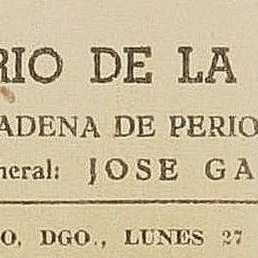 RIO DE LA
ADENA DE PERIO
neral: JOSE GA
O, DGO., LUNES 27